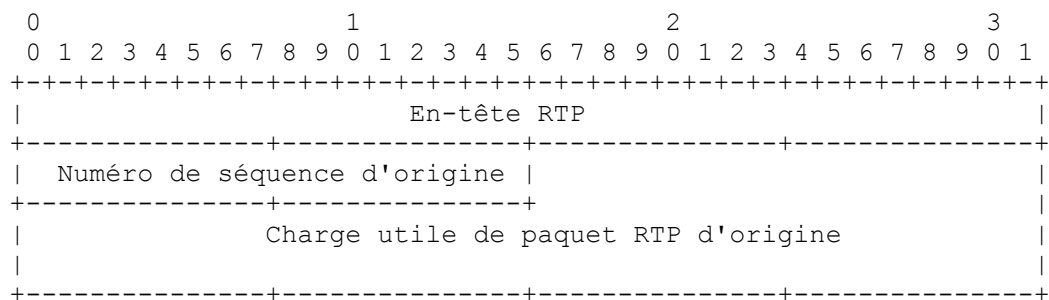 0                   1                   2                   3
0 1 2 3 4 5 6 7 8 9 0 1 2 3 4 5 6 7 8 9 0 1 2 3 4 5 6 7 8 9 0 1
+-+-+-+-+-+-+-+-+-+-+-+-+-+-+-+-+-+-+-+-+-+-+-+-+-+-+-+-+-+-+-+-+
|                        En-tête RTP                            |
+---------------+---------------+---------------+---------------+
|  Numéro de séquence d'origine |                               |
+---------------+---------------+                               |
|               Charge utile de paquet RTP d'origine            |
|                                                               |
+---------------+---------------+---------------+---------------+